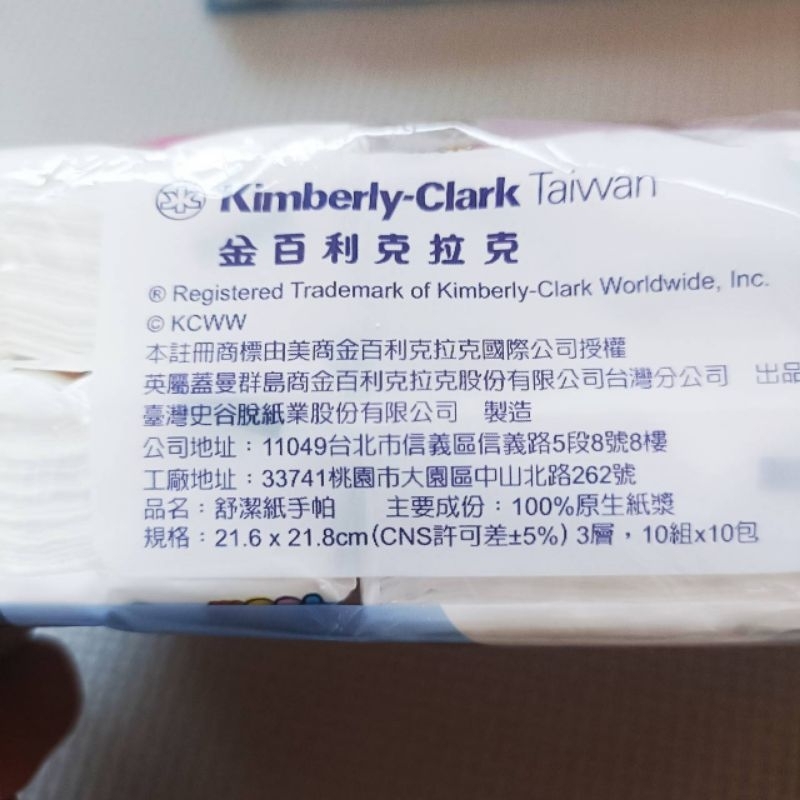 Kimberly-Clark Taiwan
金百利克拉克
® Registered Trademark of Kimberly-Clark Worldwide, Inc.
© KCWW
本註冊商標由美商金百利克拉克國際公司授權
英屬蓋曼群島商金百利克拉克股份有限公司台灣分公司 出品
臺灣史谷脫紙業股份有限公司 製造
公司地址：11049台北市信義區信義路5段8號8樓
工廠地址：33741桃園市大園區中山北路262號
品名：舒潔紙手帕 主要成份：100%原生紙漿
規格：21.6 x 21.8cm(CNS許可差±5%) 3層，10組x10包